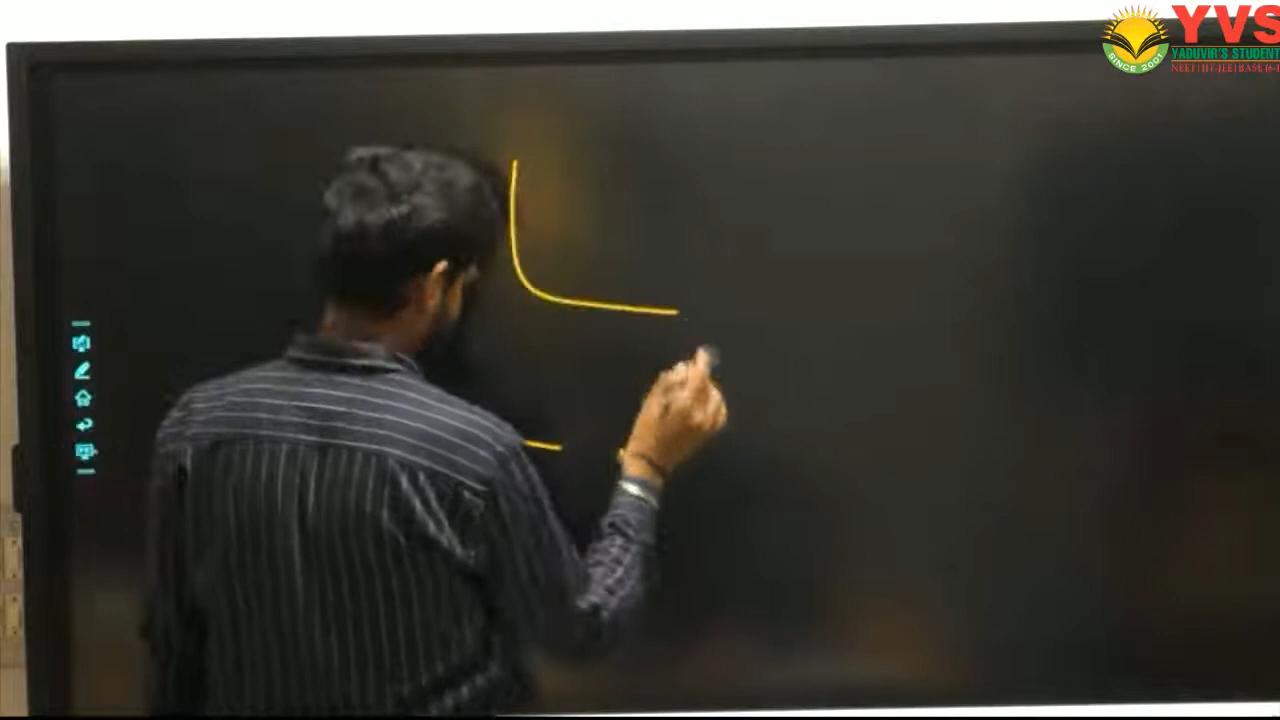 YVS
YADUVIR'S STUDENT
SINCE 2001
NEET | IIT-JEE | BASE (6-1